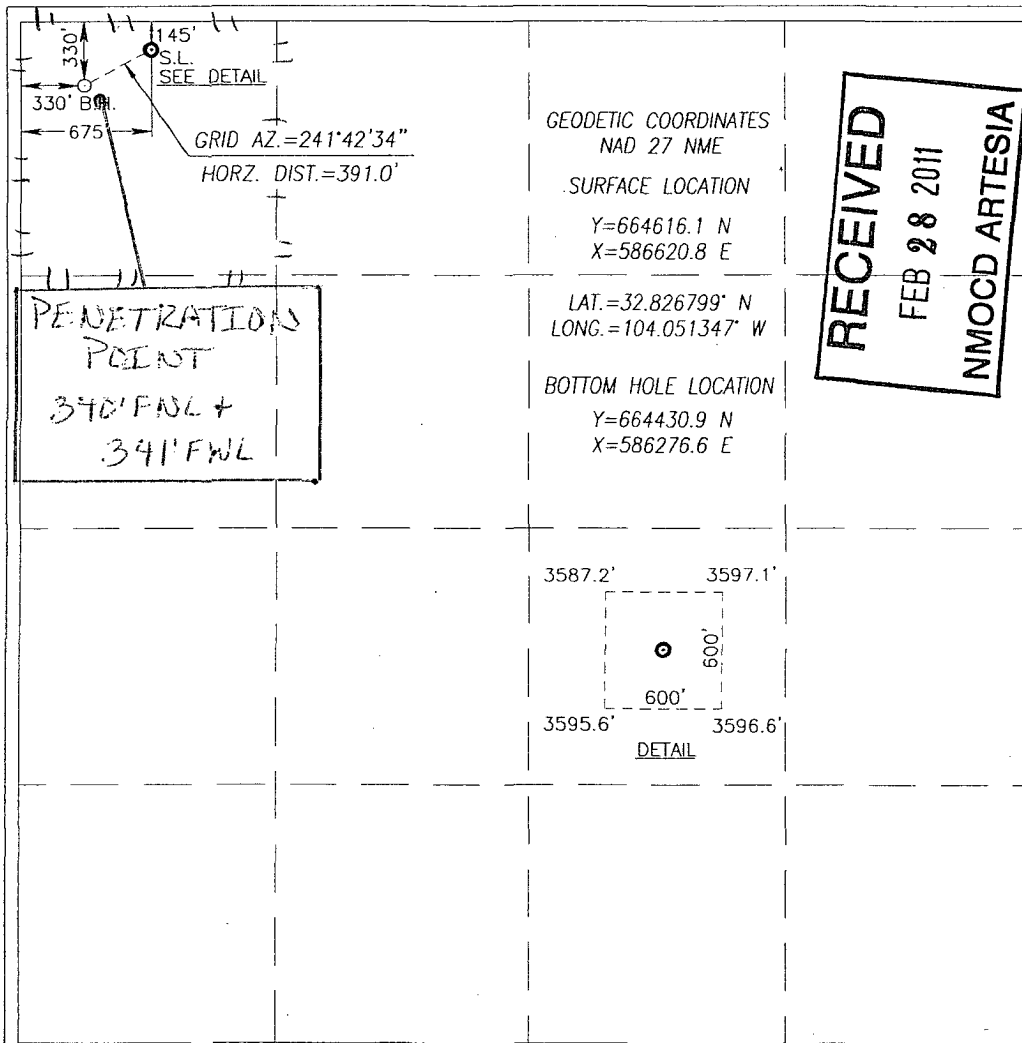 330'
145'
S.L.
SEE DETAIL
330' B.H.
675'
GRID AZ.=241°42'34"
HORZ. DIST.=391.0'
PENETRATION
POINT
340' FNL +
341' FWL
GEODETIC COORDINATES
NAD 27 NME
SURFACE LOCATION
Y=664616.1 N
X=586620.8 E
LAT.=32.826799° N
LONG.=104.051347° W
BOTTOM HOLE LOCATION
Y=664430.9 N
X=586276.6 E
RECEIVED
FEB 28 2011
NMOCD ARTESIA
3587.2'
3597.1'
600'
600'
3595.6'
3596.6'
DETAIL